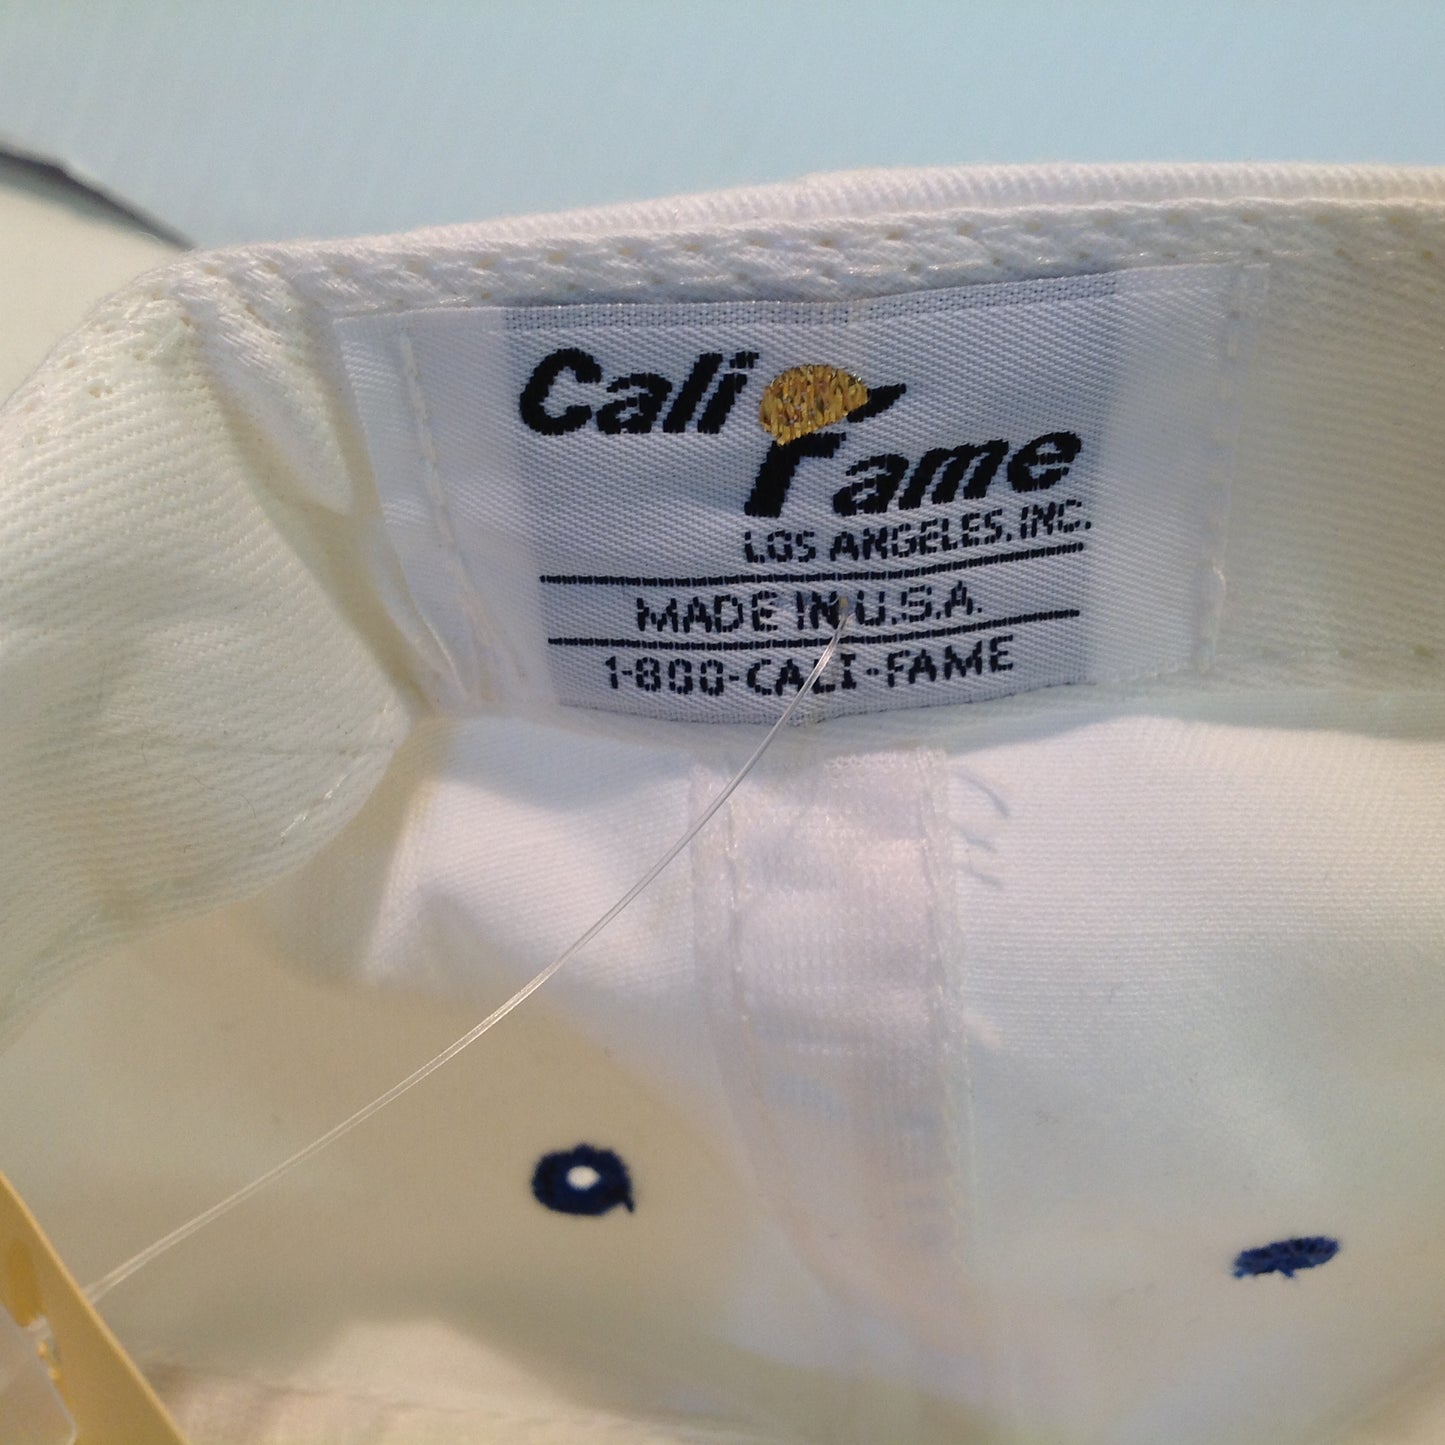 Cali
Fame
LOS ANGELES, INC.
MADE IN U.S.A.
1-800-CALI-FAME